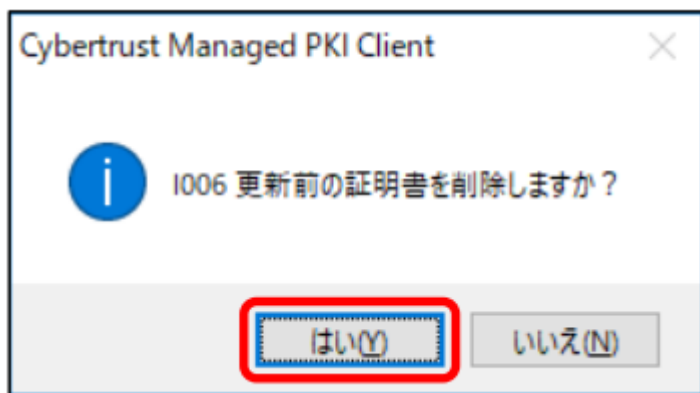 Cybertrust Managed PKI Client
I006 更新前の証明書を削除しますか？
はい(Y)
いいえ(N)